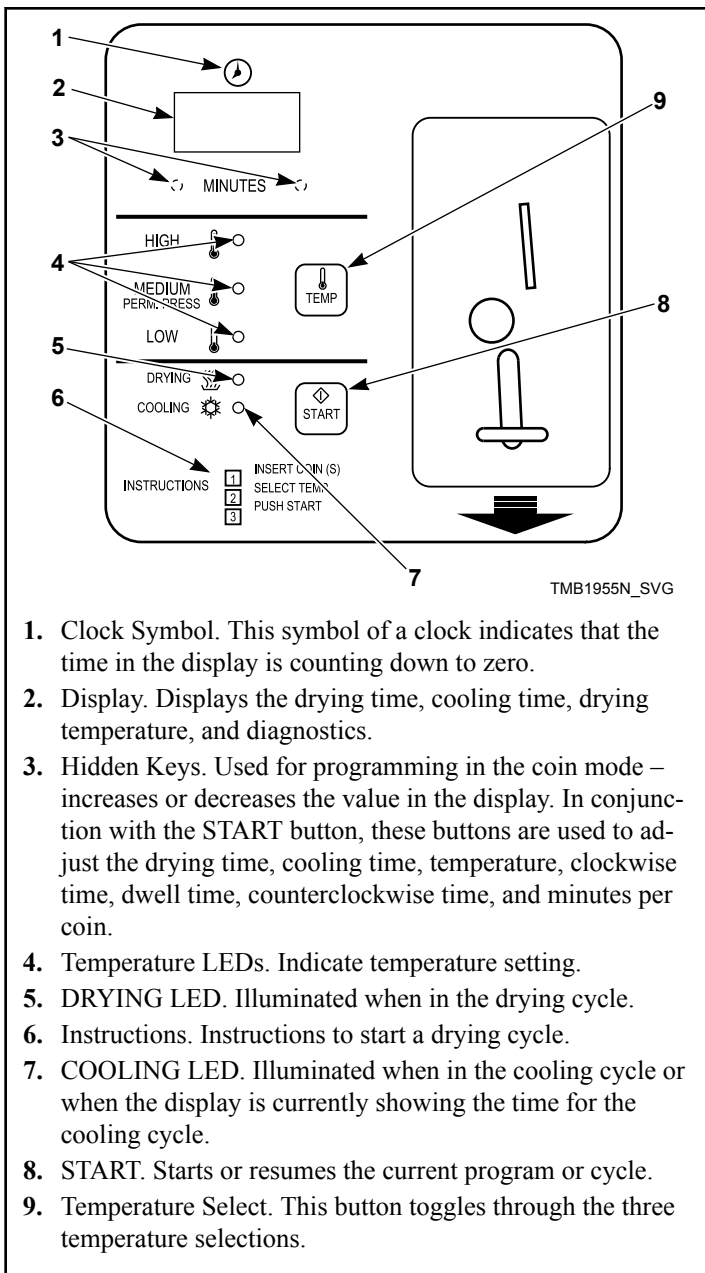 1
2
3
9
MINUTES
HIGH
4
MEDIUM
PERM. PRESS
TEMP
8
LOW
5
DRYING
6
COOLING
START
INSTRUCTIONS
1 INSERT COIN (S)
2 SELECT TEMP
3 PUSH START
7
TMB1955N_SVG
1. Clock Symbol. This symbol of a clock indicates that the
time in the display is counting down to zero.
2. Display. Displays the drying time, cooling time, drying
temperature, and diagnostics.
3. Hidden Keys. Used for programming in the coin mode –
increases or decreases the value in the display. In conjunc-
tion with the START button, these buttons are used to ad-
just the drying time, cooling time, temperature, clockwise
time, dwell time, counterclockwise time, and minutes per
coin.
4. Temperature LEDs. Indicate temperature setting.
5. DRYING LED. Illuminated when in the drying cycle.
6. Instructions. Instructions to start a drying cycle.
7. COOLING LED. Illuminated when in the cooling cycle or
when the display is currently showing the time for the
cooling cycle.
8. START. Starts or resumes the current program or cycle.
9. Temperature Select. This button toggles through the three
temperature selections.